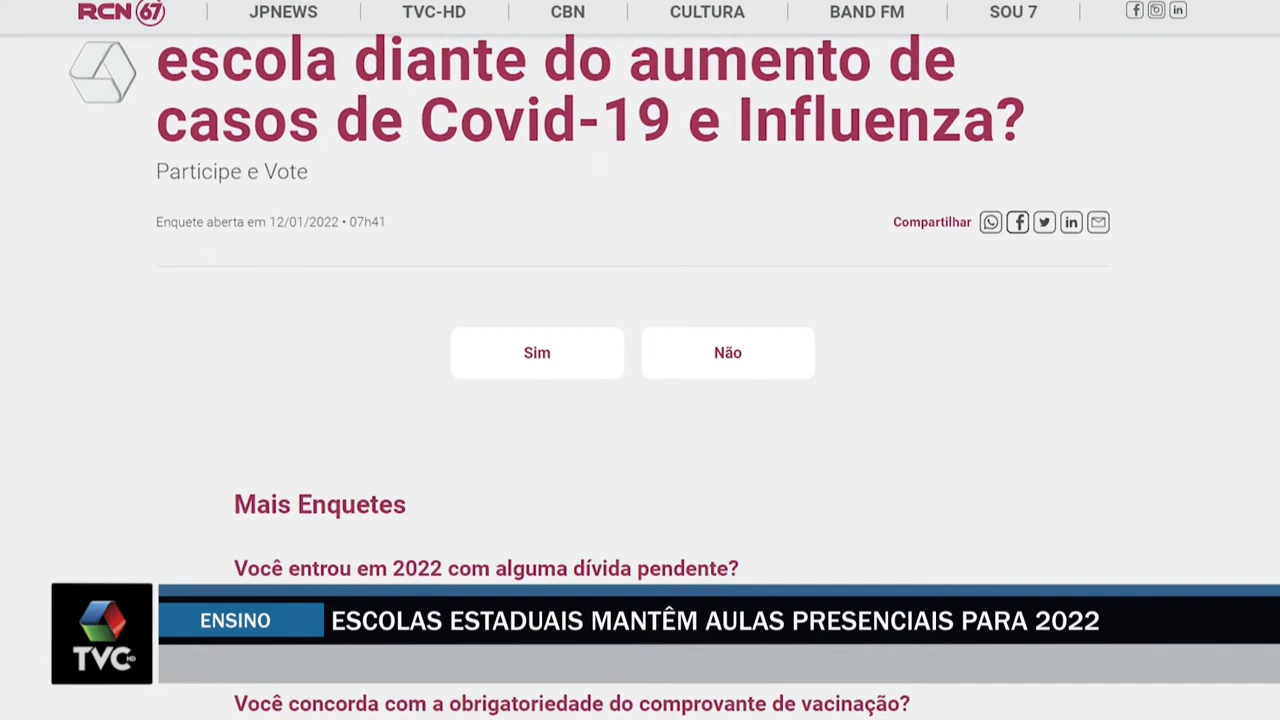 RCN 67 JPNEWS TVC-HD CBN CULTURA BAND FM SOU 7
escola diante do aumento de
casos de Covid-19 e Influenza?
Participe e Vote
Enquete aberta em 12/01/2022 • 07h41
Compartilhar
Sim Não
Mais Enquetes
Você entrou em 2022 com alguma dívida pendente?
ENSINO ESCOLAS ESTADUAIS MANTÊM AULAS PRESENCIAIS PARA 2022
TVC HD
Você concorda com a obrigatoriedade do comprovante de vacinação?